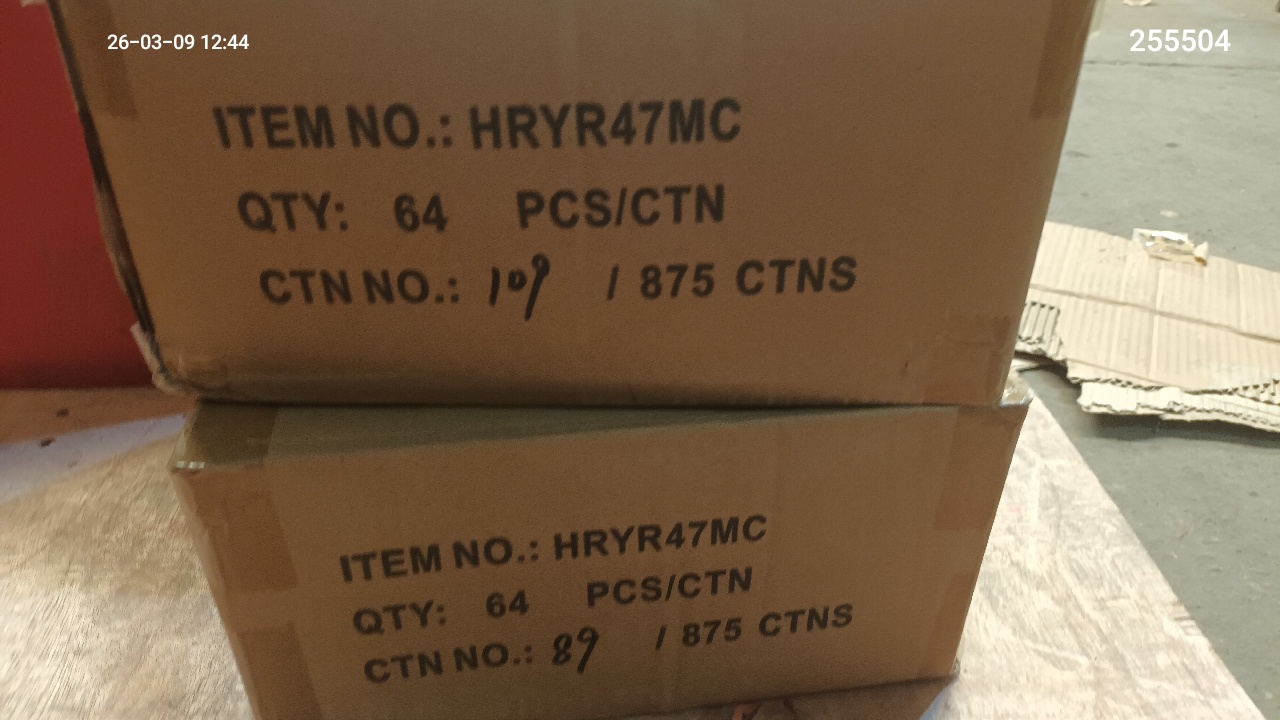 26-03-09 12:44
255504
ITEM NO.: HRYR47MC
QTY: 64 PCS/CTN
CTN NO.: 109 / 875 CTNS
ITEM NO.: HRYR47MC
QTY: 64 PCS/CTN
CTN NO.: 89 / 875 CTNS